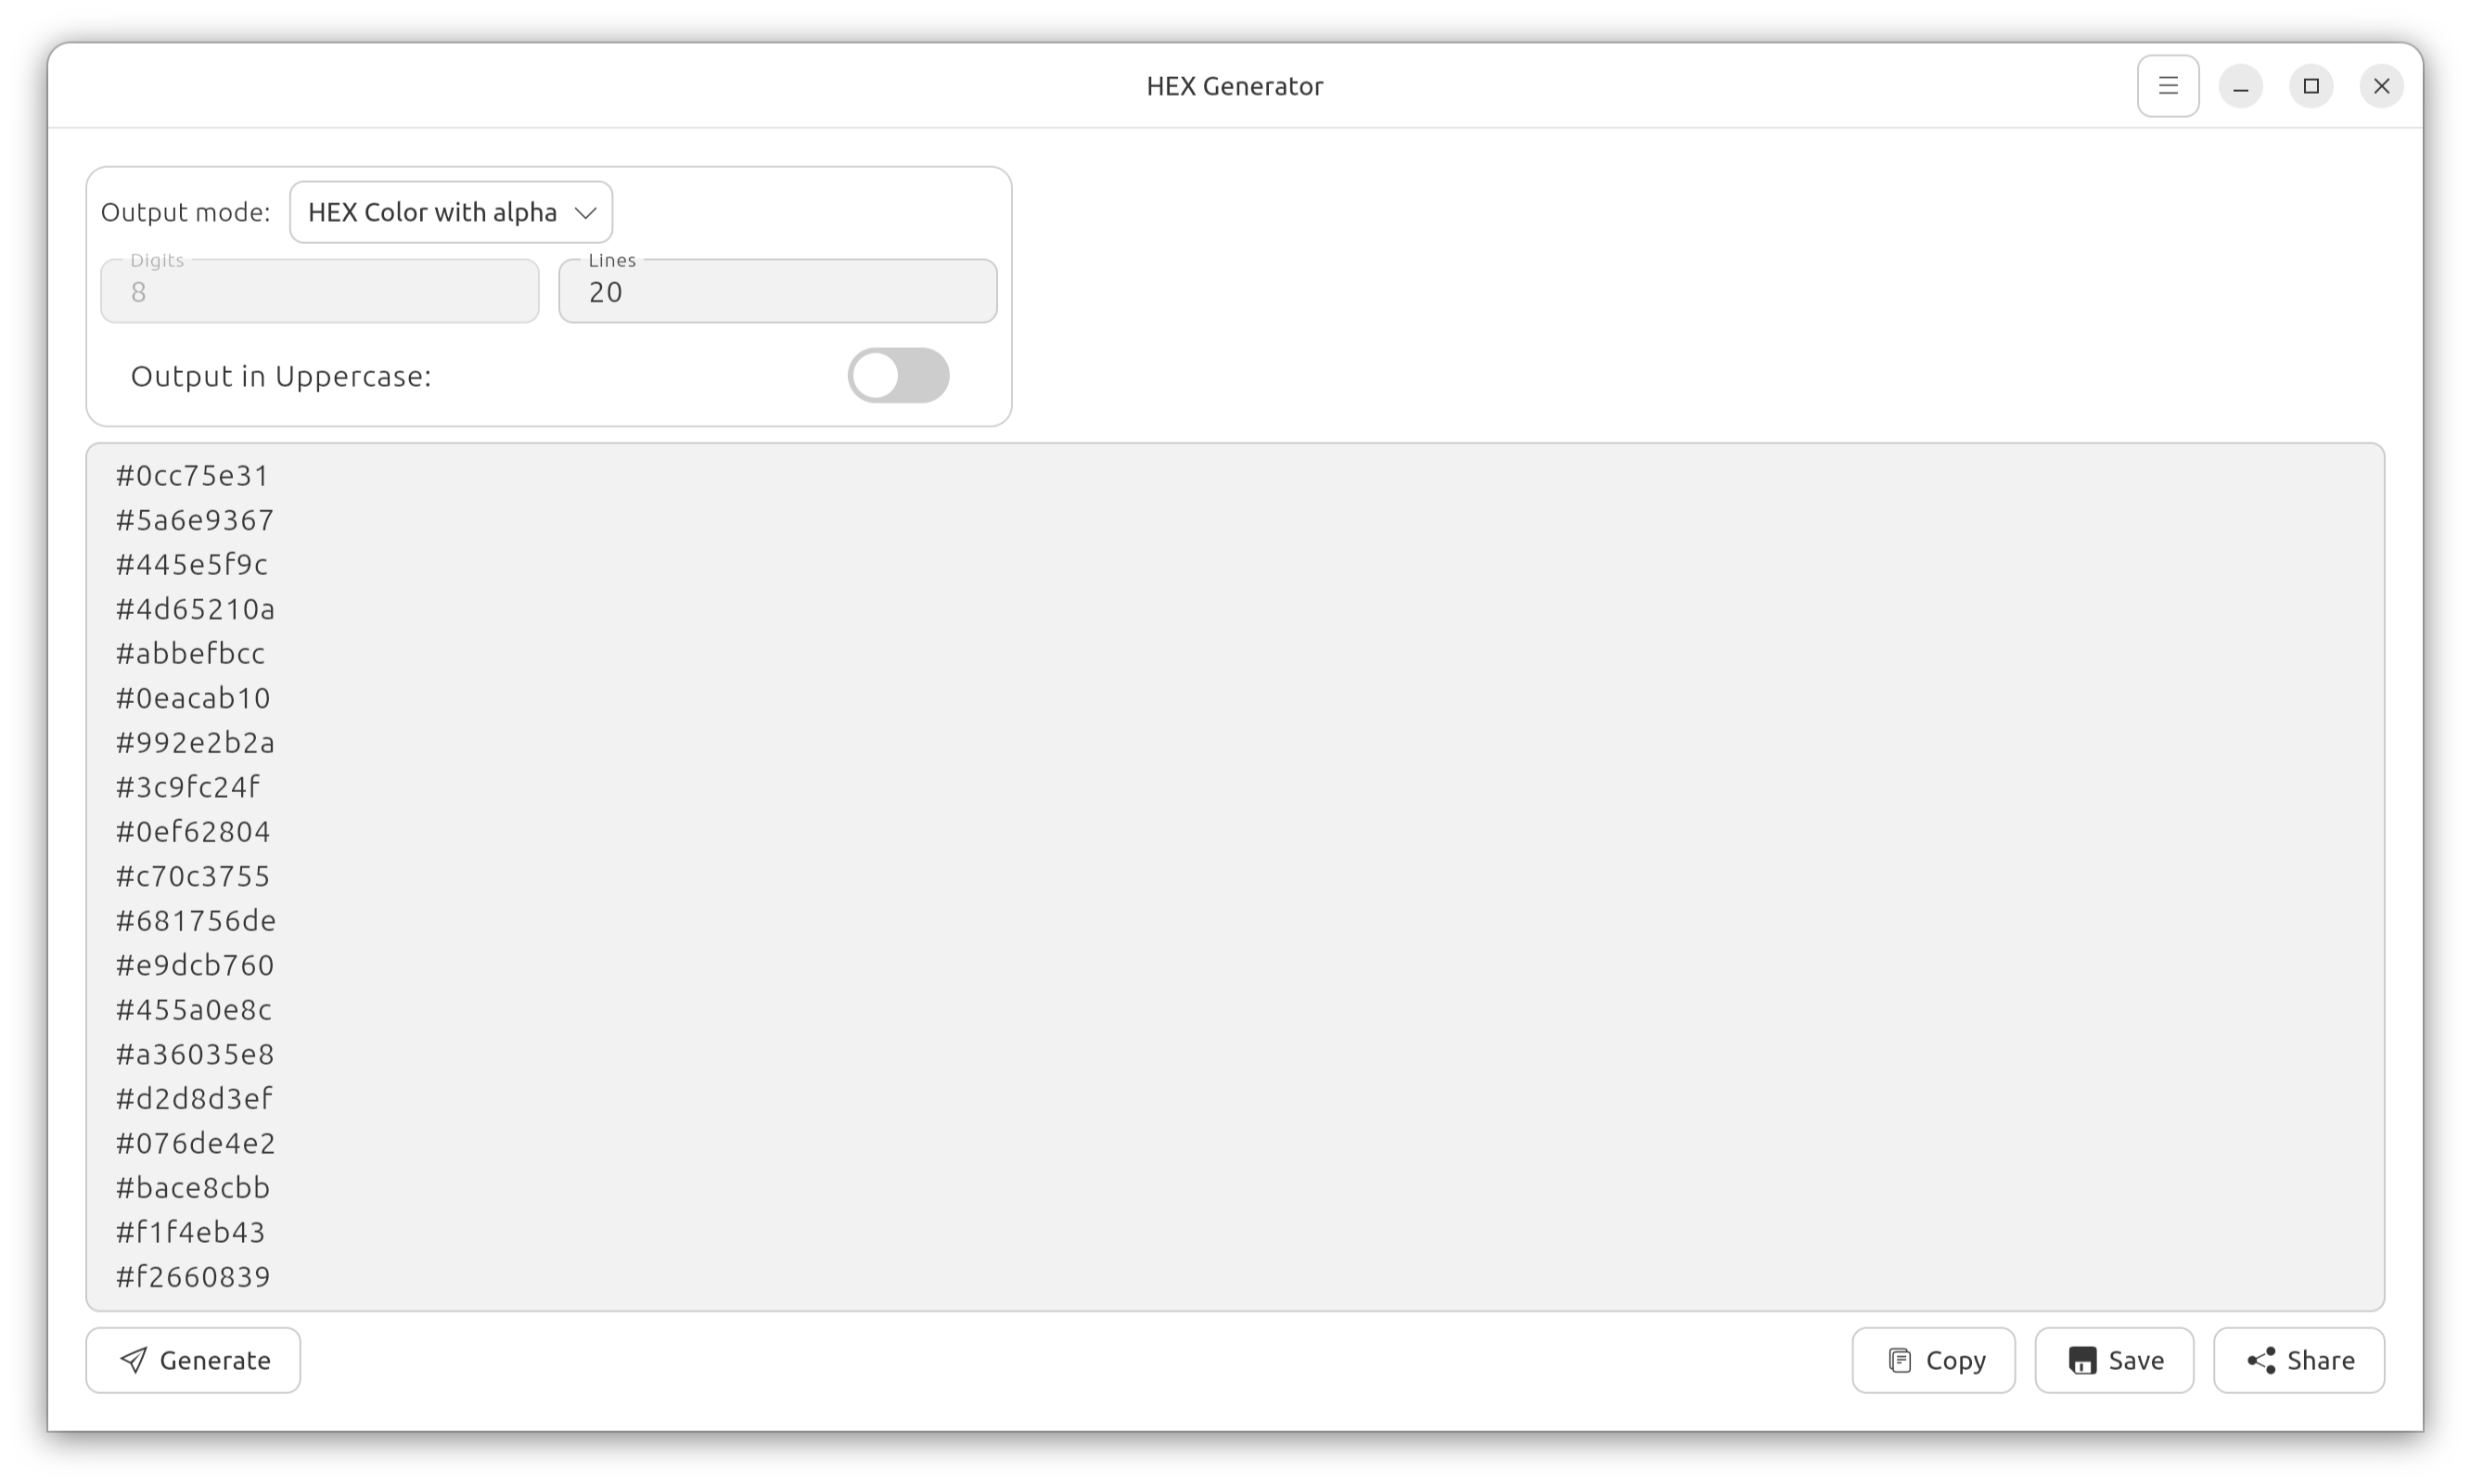 HEX Generator
Output mode: HEX Color with alpha
Digits Lines
8 20
Output in Uppercase:
#0cc75e31
#5a6e9367
#445e5f9c
#4d65210a
#abbefbcc
#0eacab10
#992e2b2a
#3c9fc24f
#0ef62804
#c70c3755
#681756de
#e9dcb760
#455a0e8c
#a36035e8
#d2d8d3ef
#076de4e2
#bace8cbb
#f1f4eb43
#f2660839
Generate Copy Save Share